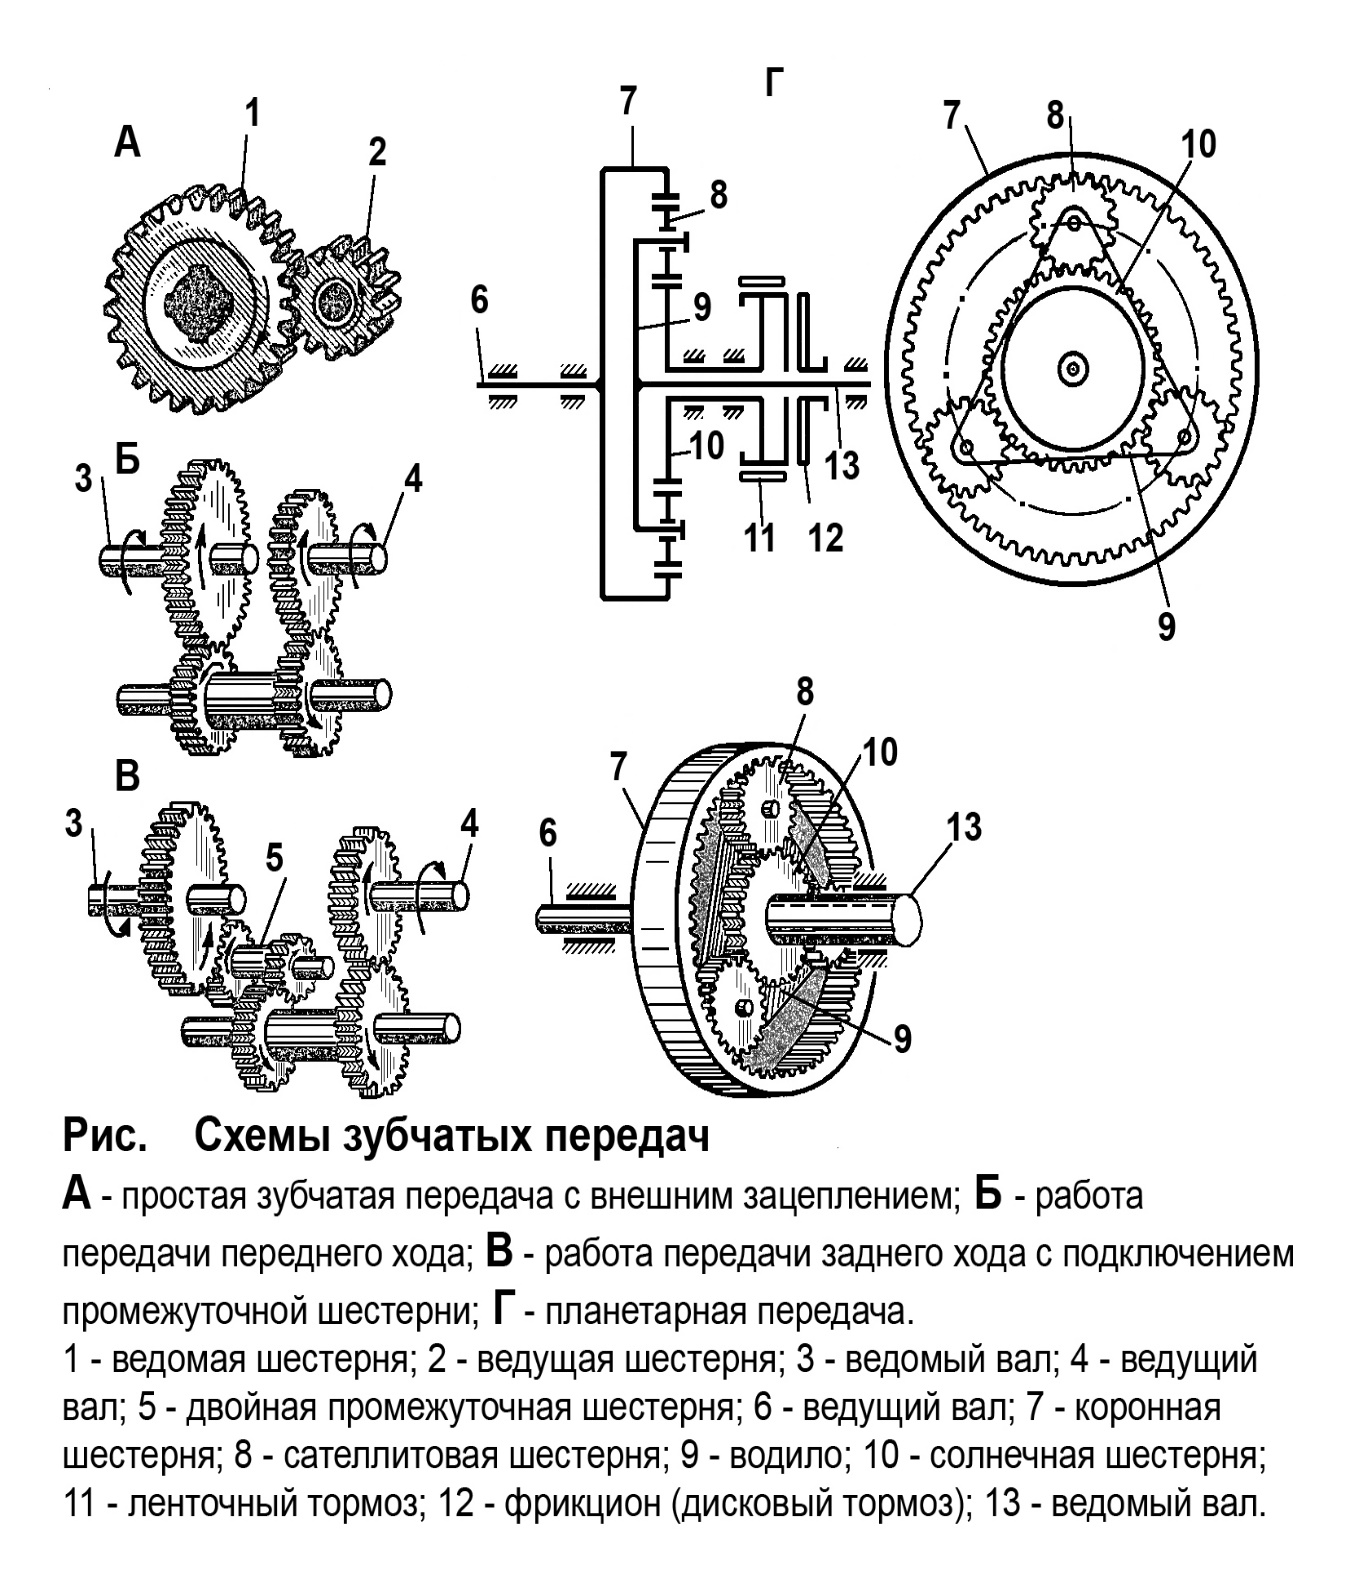 А
1
2
Г
7
8
9
6
10
11
12
13
7
8
10
9
Б
3
4
В
3
5
4
6
7
8
10
13
9
Рис. Схемы зубчатых передач
А - простая зубчатая передача с внешним зацеплением; Б - работа
передачи переднего хода; В - работа передачи заднего хода с подключением
промежуточной шестерни; Г - планетарная передача.
1 - ведомая шестерня; 2 - ведущая шестерня; 3 - ведомый вал; 4 - ведущий
вал; 5 - двойная промежуточная шестерня; 6 - ведущий вал; 7 - коронная
шестерня; 8 - сателлитовая шестерня; 9 - водило; 10 - солнечная шестерня;
11 - ленточный тормоз; 12 - фрикцион (дисковый тормоз); 13 - ведомый вал.